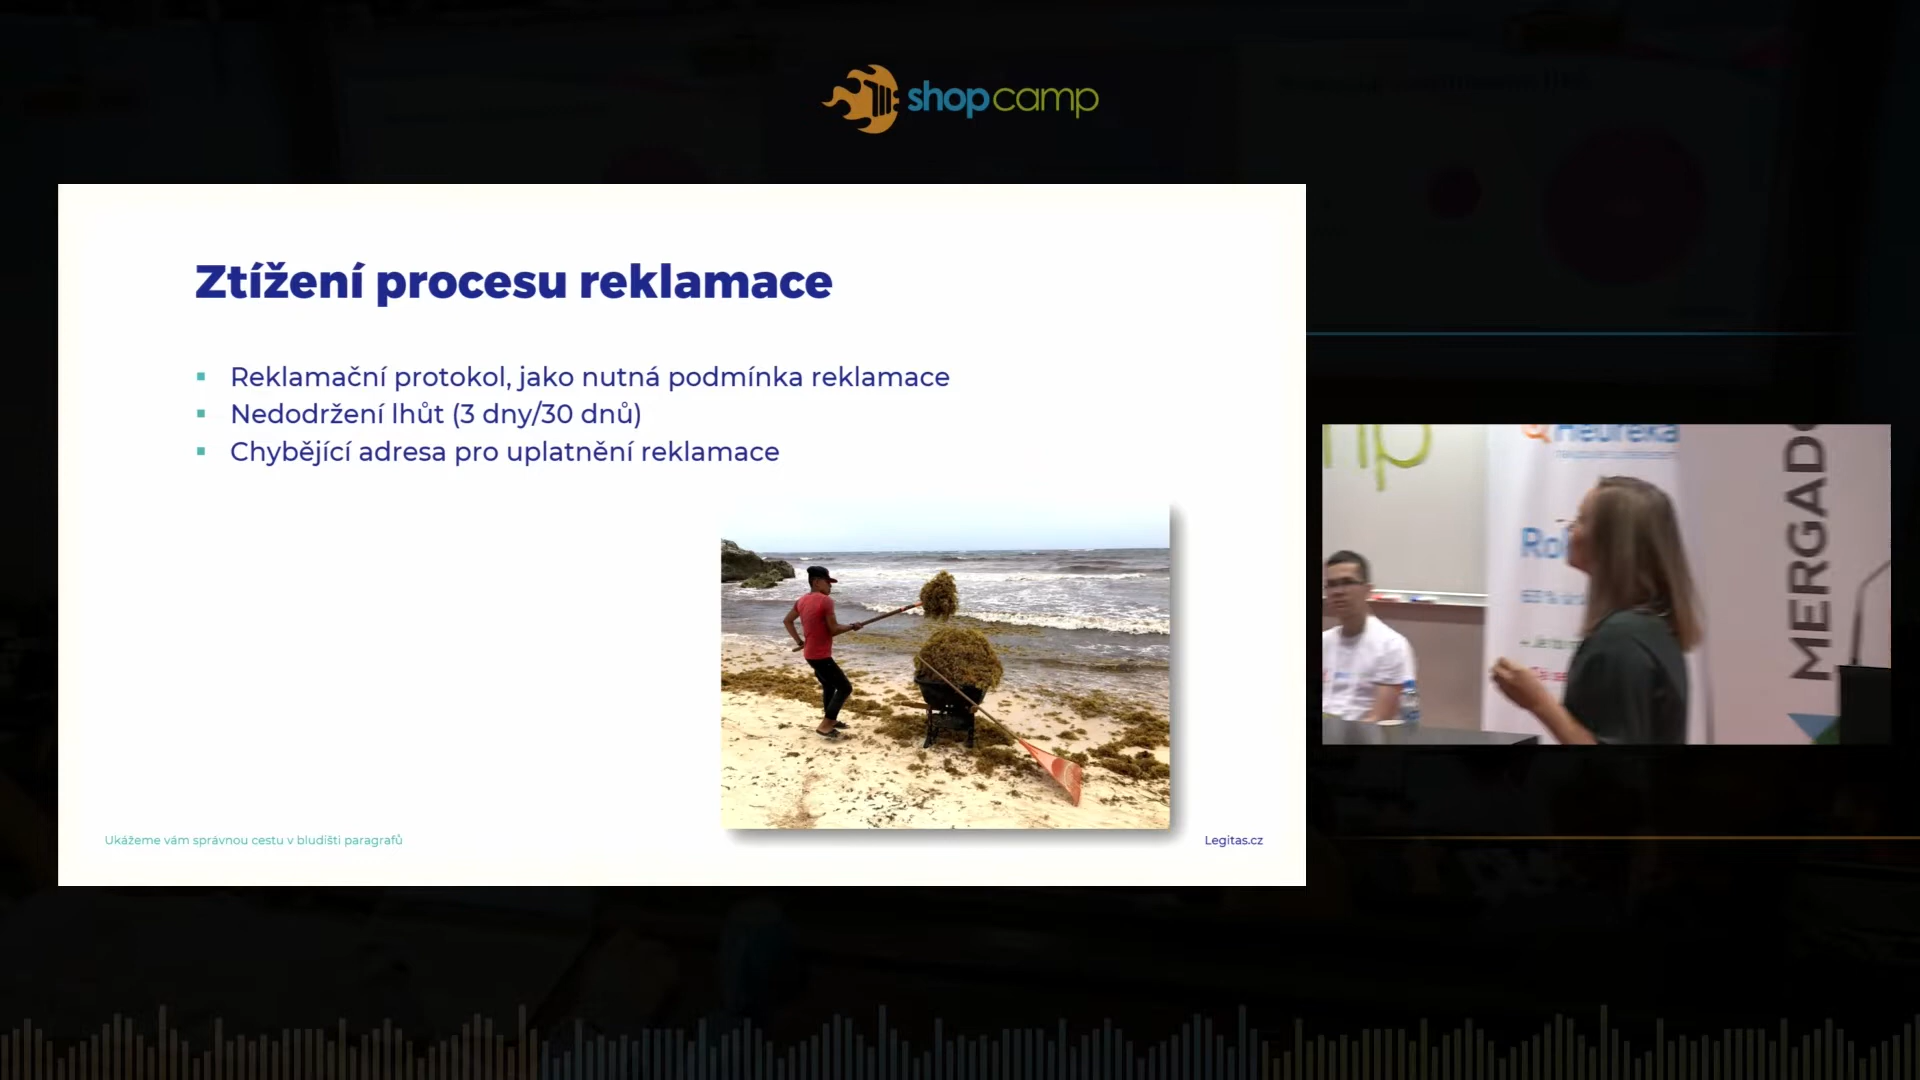 shopcamp
Ztížení procesu reklamace
Reklamační protokol, jako nutná podmínka reklamace
Nedodržení lhůt (3 dny/30 dnů)
Chybějící adresa pro uplatnění reklamace
Ukážeme vám správnou cestu v bludišti paragrafů
Legitas.cz
Heureka
MERGADO